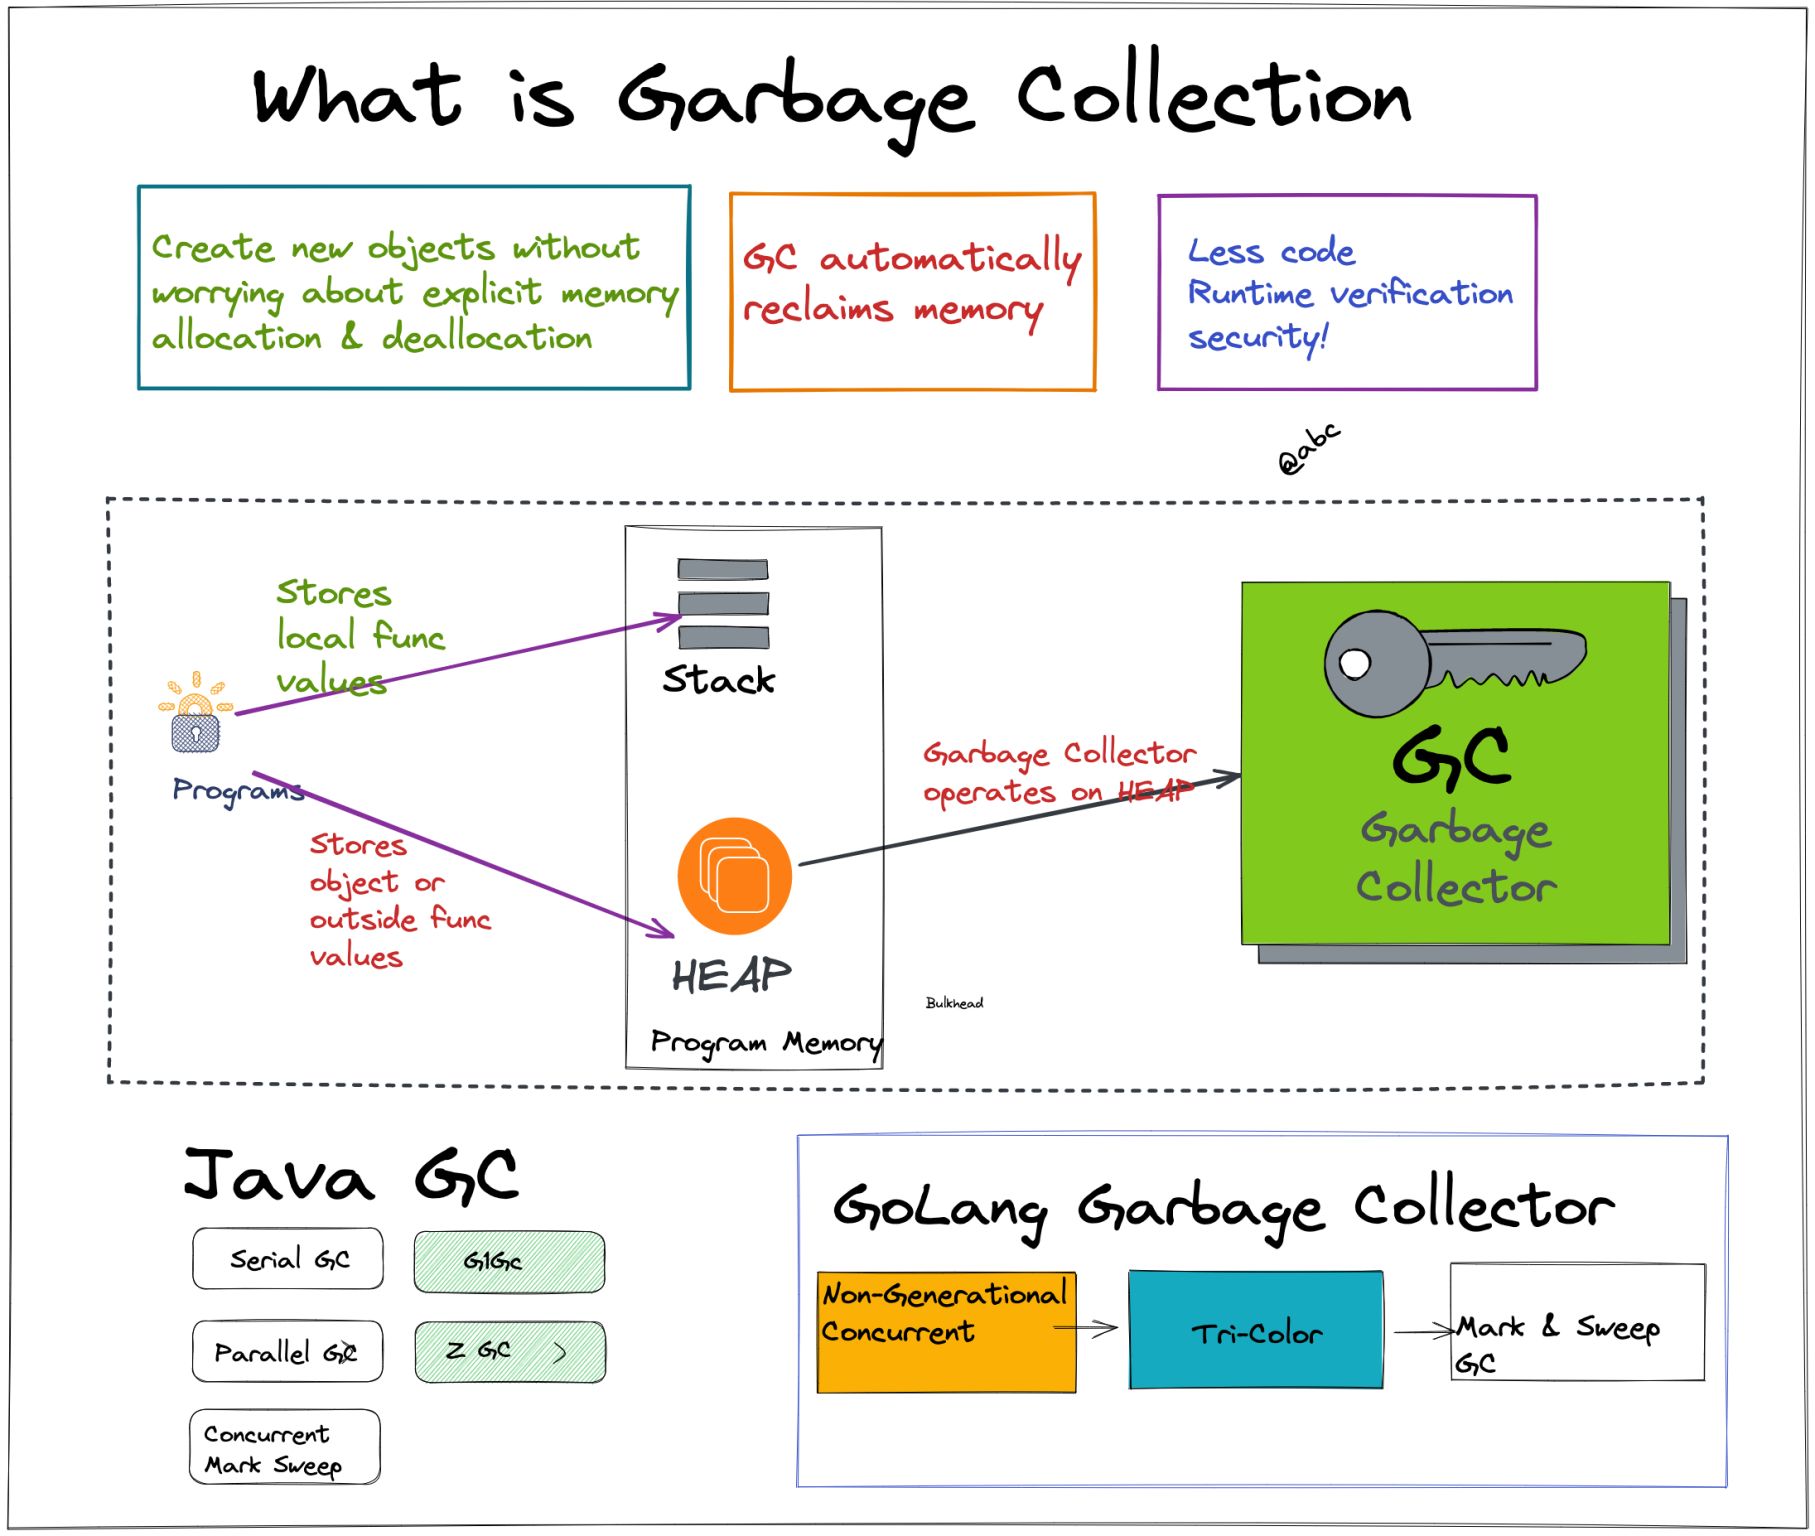 What is Garbage Collection
Create new objects without
worrying about explicit memory
allocation & deallocation
GC automatically
reclaims memory
Less code
Runtime verification
security!
@abc
Stores
local func
values
Stack
Programs
Garbage Collector
operates on HEAP
GC
Garbage
Collector
Stores
object or
outside func
values
HEAP
Bulkhead
Program Memory
Java GC
Serial GC
G1Gc
Parallel GC
Z GC
Concurrent
Mark Sweep
GoLang Garbage Collector
Non-Generational
Concurrent
Tri-Color
Mark & Sweep
GC